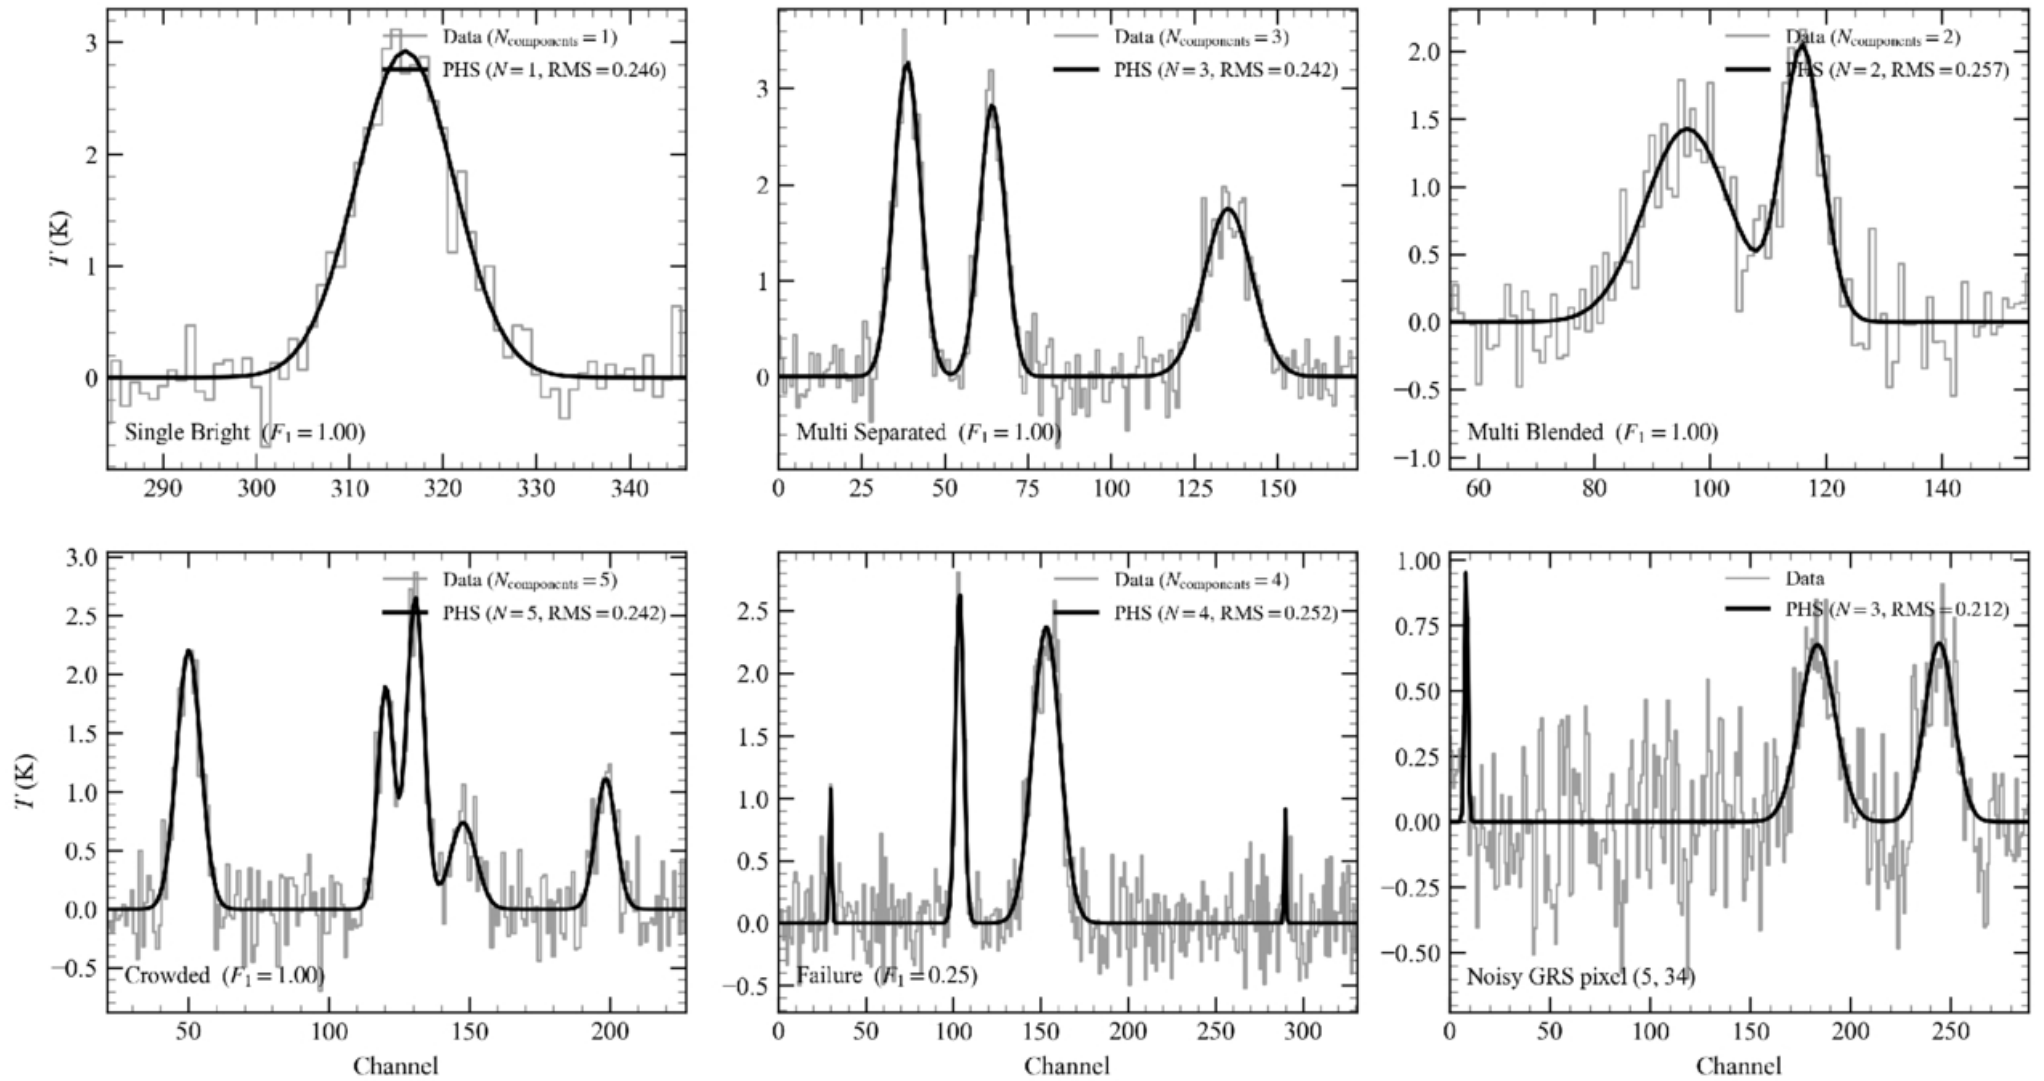 Data (N_components = 1)
PHS (N = 1, RMS = 0.246)
T (K)
3
2
1
0
Single Bright (F₁ = 1.00)
290 300 310 320 330 340
Data (N_components = 3)
PHS (N = 3, RMS = 0.242)
3
2
1
0
Multi Separated (F₁ = 1.00)
0 25 50 75 100 125 150
Data (N_components = 2)
PHS (N = 2, RMS = 0.257)
2.0
1.5
1.0
0.5
0.0
−0.5
−1.0
Multi Blended (F₁ = 1.00)
60 80 100 120 140
Data (N_components = 5)
PHS (N = 5, RMS = 0.242)
T (K)
3.0
2.5
2.0
1.5
1.0
0.5
0.0
−0.5
Crowded (F₁ = 1.00)
50 100 150 200
Channel
Data (N_components = 4)
PHS (N = 4, RMS = 0.252)
2.5
2.0
1.5
1.0
0.5
0.0
−0.5
Failure (F₁ = 0.25)
0 50 100 150 200 250 300
Channel
Data
PHS (N = 3, RMS = 0.212)
1.00
0.75
0.50
0.25
0.00
−0.25
−0.50
Noisy GRS pixel (5, 34)
0 50 100 150 200 250
Channel